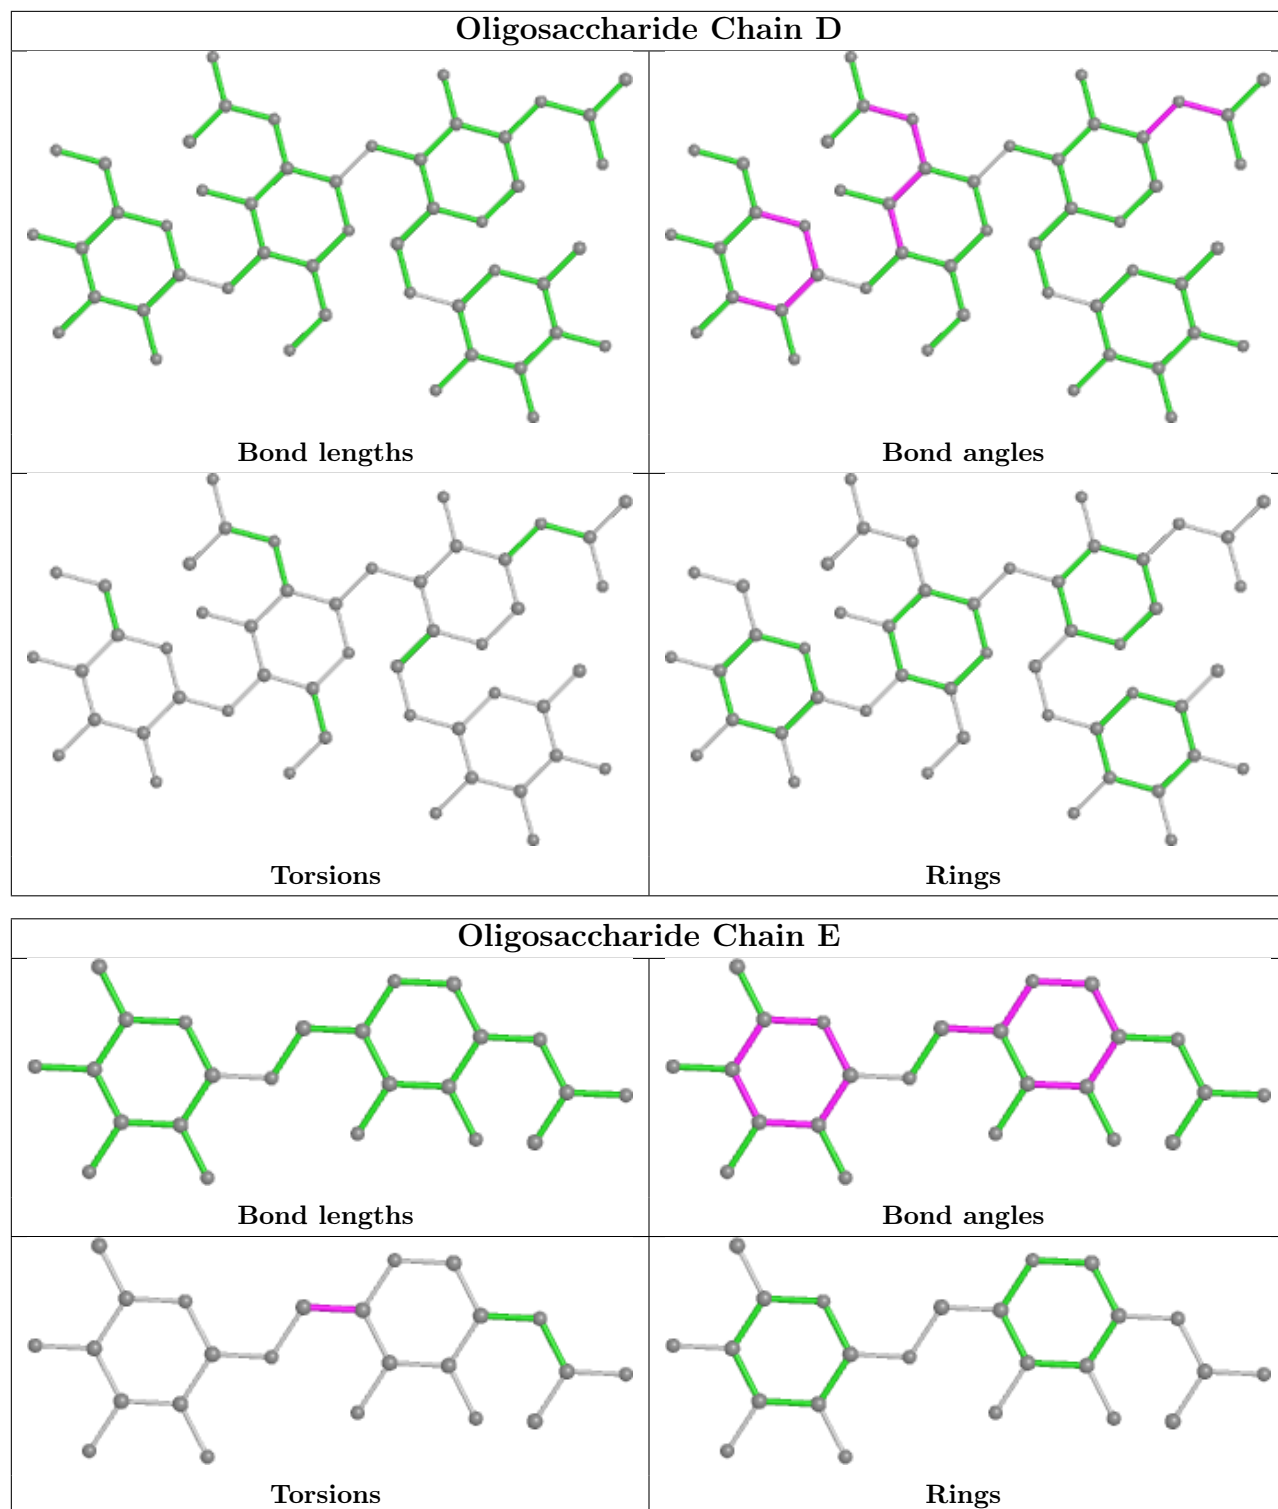 Oligosaccharide Chain D
Bond lengths
Bond angles
Torsions
Rings
Oligosaccharide Chain E
Bond lengths
Bond angles
Torsions
Rings